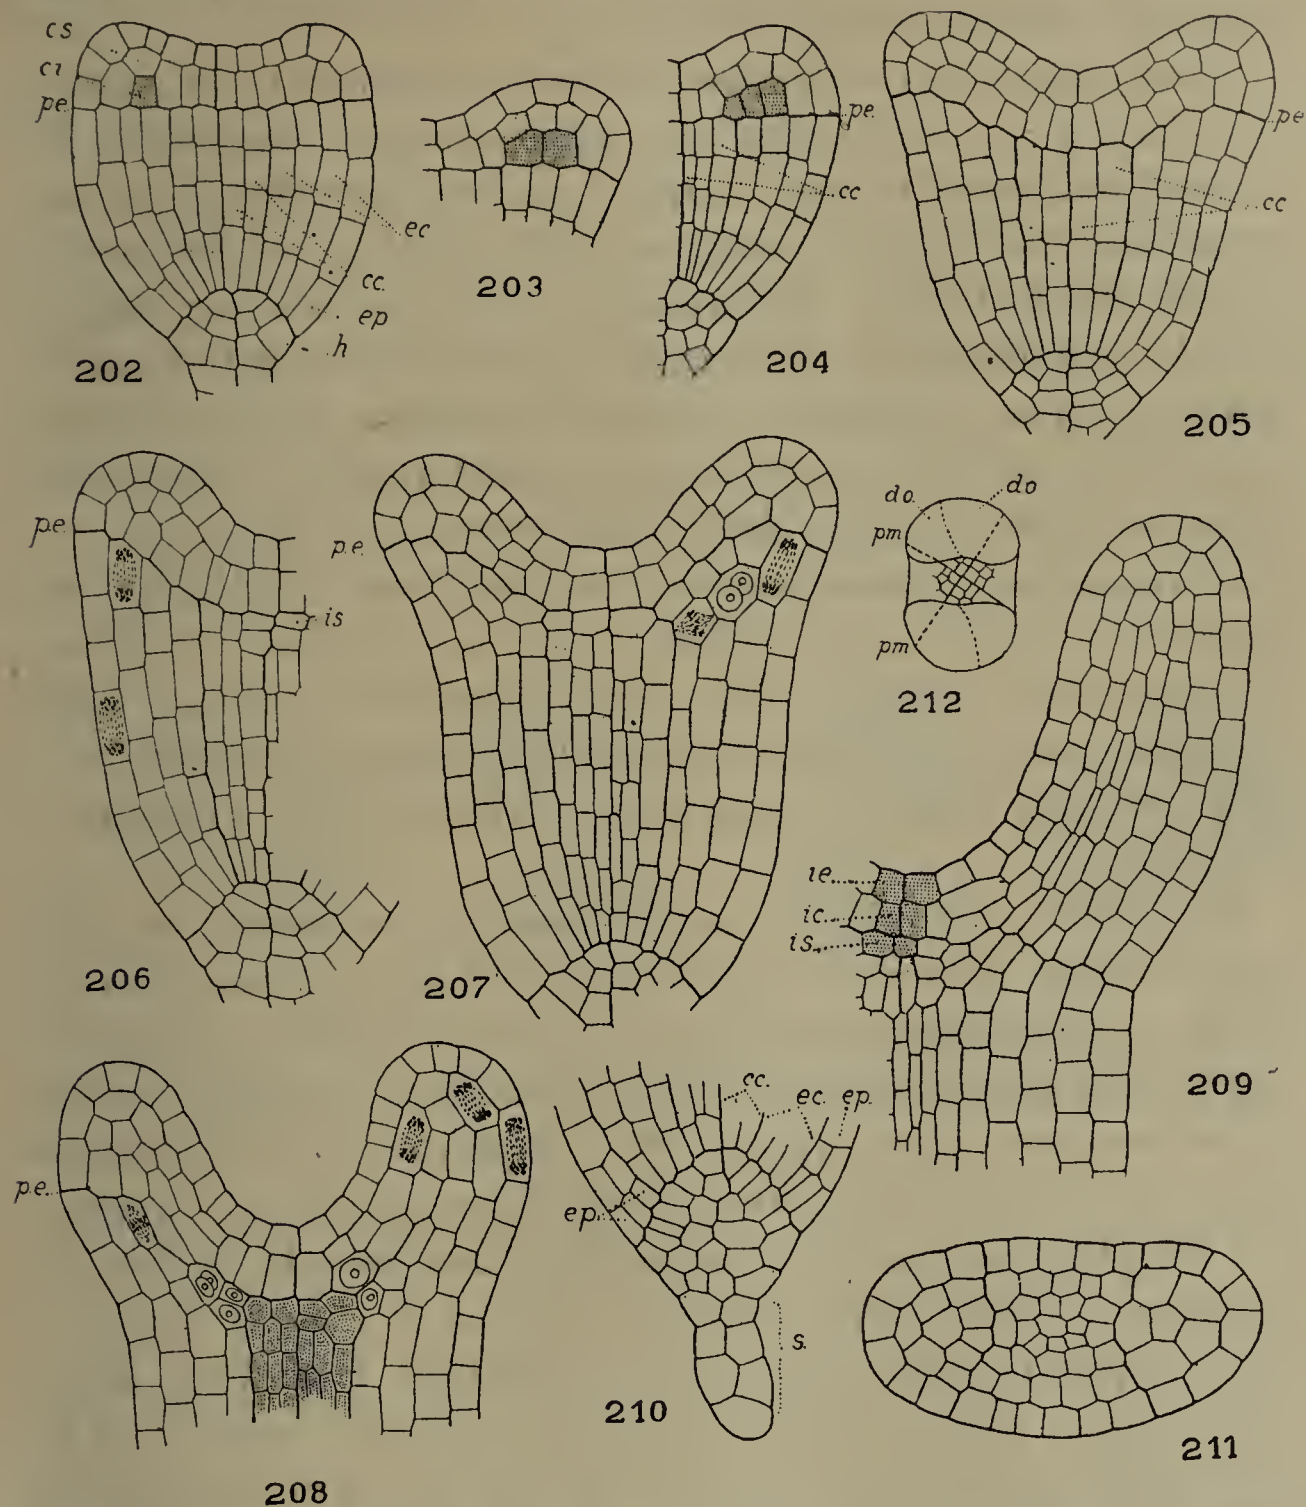 cs
ci
pe.
ec
cc.
ep
h
202
203
pe.
cc
204
pe
cc
205
pe.
is
206
p.e.
207
do.
do
pm
pm
212
ie
ic
is
209
p.e.
208
cc.
ec.
ep.
ep.
s.
210
211